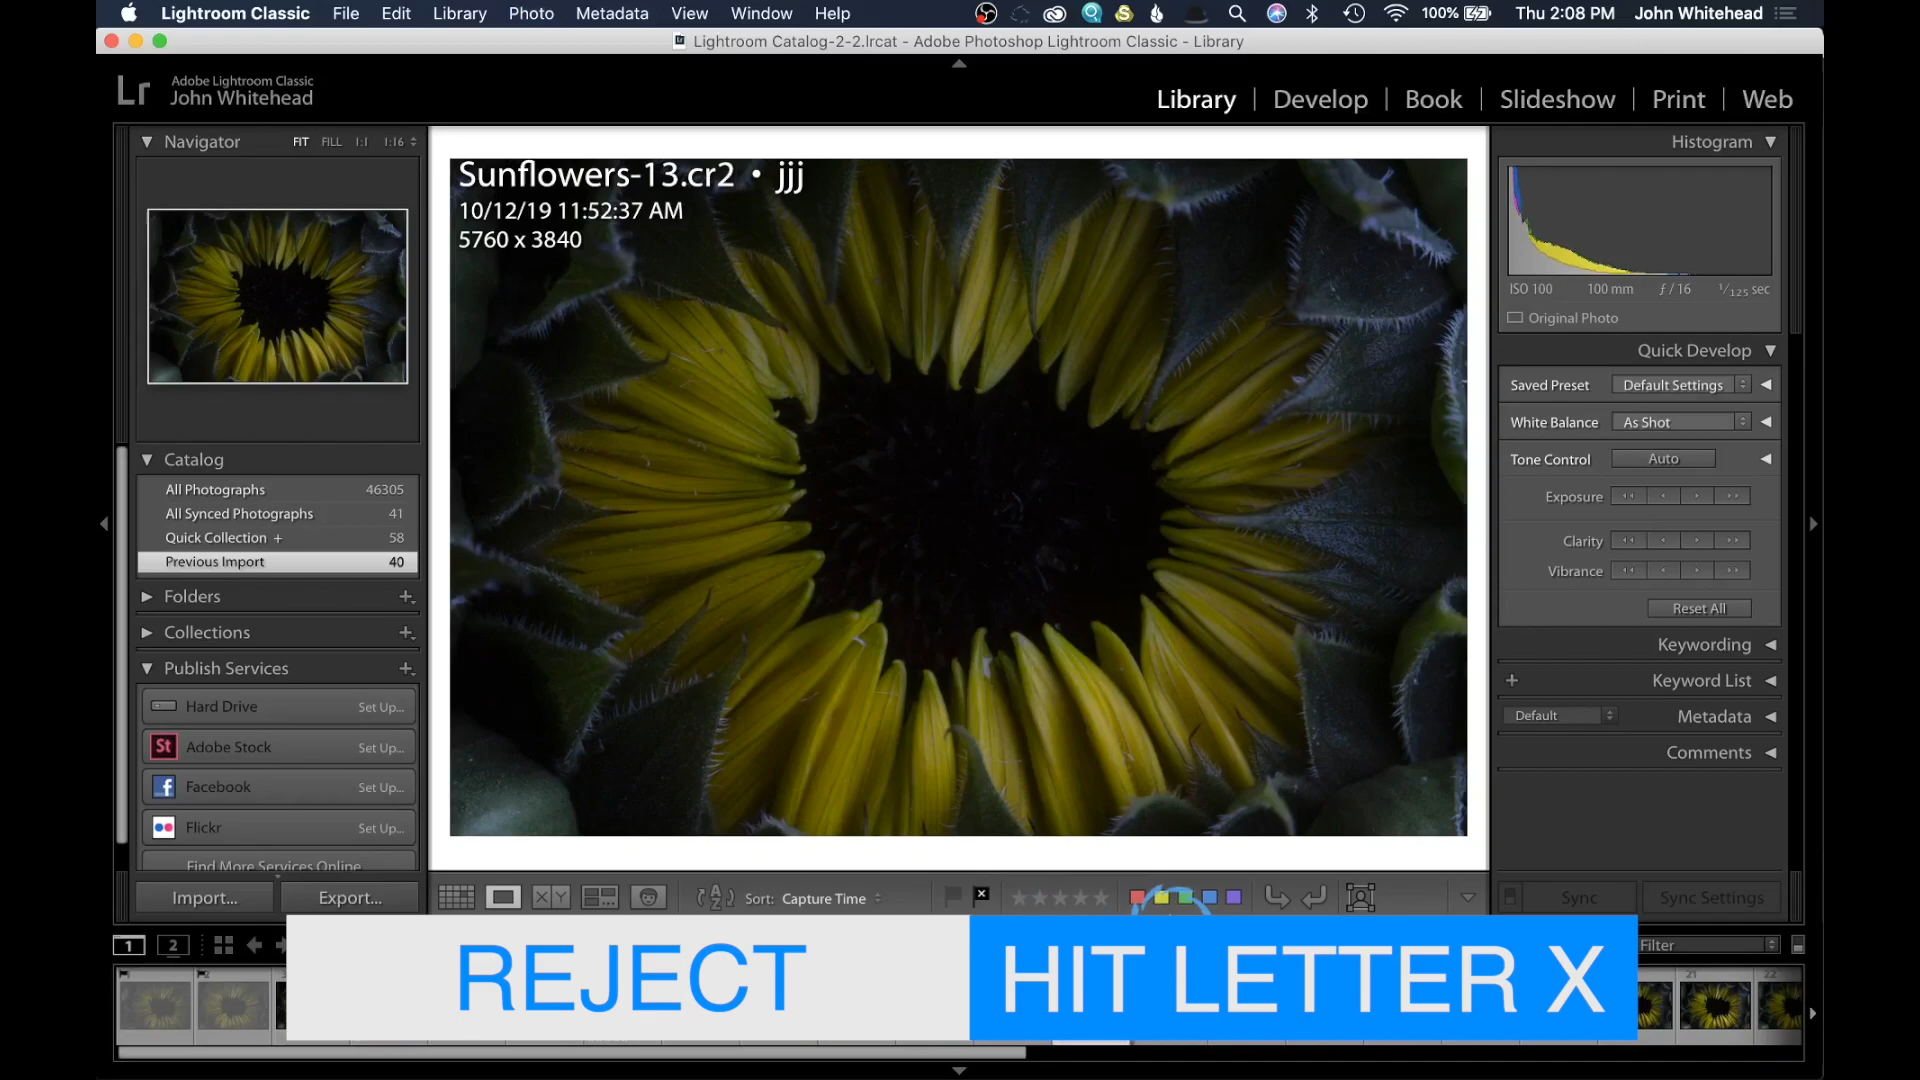 Lightroom Classic File Edit Library Photo Metadata View Window Help 100% Thu 2:08 PM John Whitehead
Lightroom Catalog-2-2.lrcat - Adobe Photoshop Lightroom Classic - Library
Lr Adobe Lightroom Classic
John Whitehead
Library | Develop | Book | Slideshow | Print | Web
Navigator FIT FILL 1:1 1:16
Sunflowers-13.cr2 • jjj
10/12/19 11:52:37 AM
5760 x 3840
Catalog
All Photographs 46305
All Synced Photographs 41
Quick Collection + 58
Previous Import 40
Folders
Collections
Publish Services
Hard Drive Set Up...
St Adobe Stock Set Up...
f Facebook Set Up...
Flickr Set Up...
Find More Services Online
Import... Export...
Histogram
ISO 100 100 mm ƒ / 16 1/125 sec
Original Photo
Quick Develop
Saved Preset Default Settings
White Balance As Shot
Tone Control Auto
Exposure
Clarity
Vibrance
Reset All
Keywording
Keyword List
Default Metadata
Comments
XY Sort: Capture Time
Sync Sync Settings
1 2 Filter
21 22
REJECT HIT LETTER X